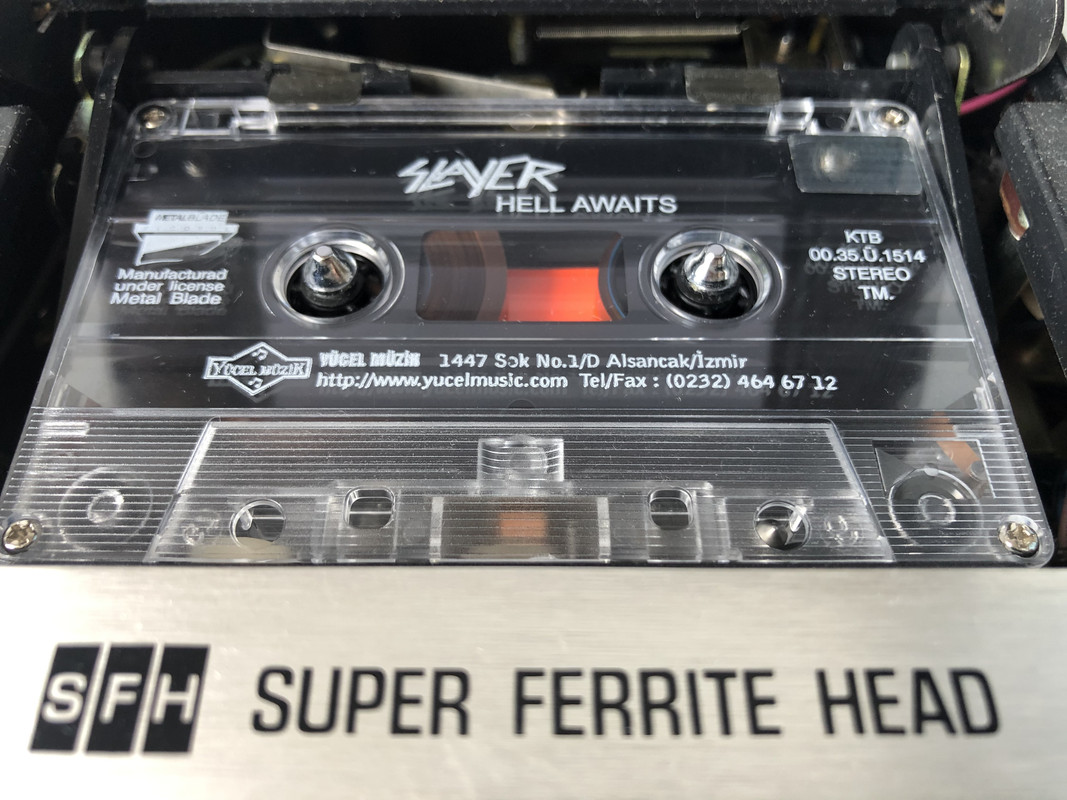 A
SLAYER
HELL AWAITS
METALBLADE
Manufacturad
under license
Metal Blade
KTB
00.35.Ü.1514
STEREO
TM.
YÜCEL MÜZİK
YÜCEL MÜZİK 1447 Sok No.1/D Alsancak/İzmir
http://www.yucelmusic.com Tel/Fax : (0232) 464 67 12
SFH SUPER FERRITE HEAD